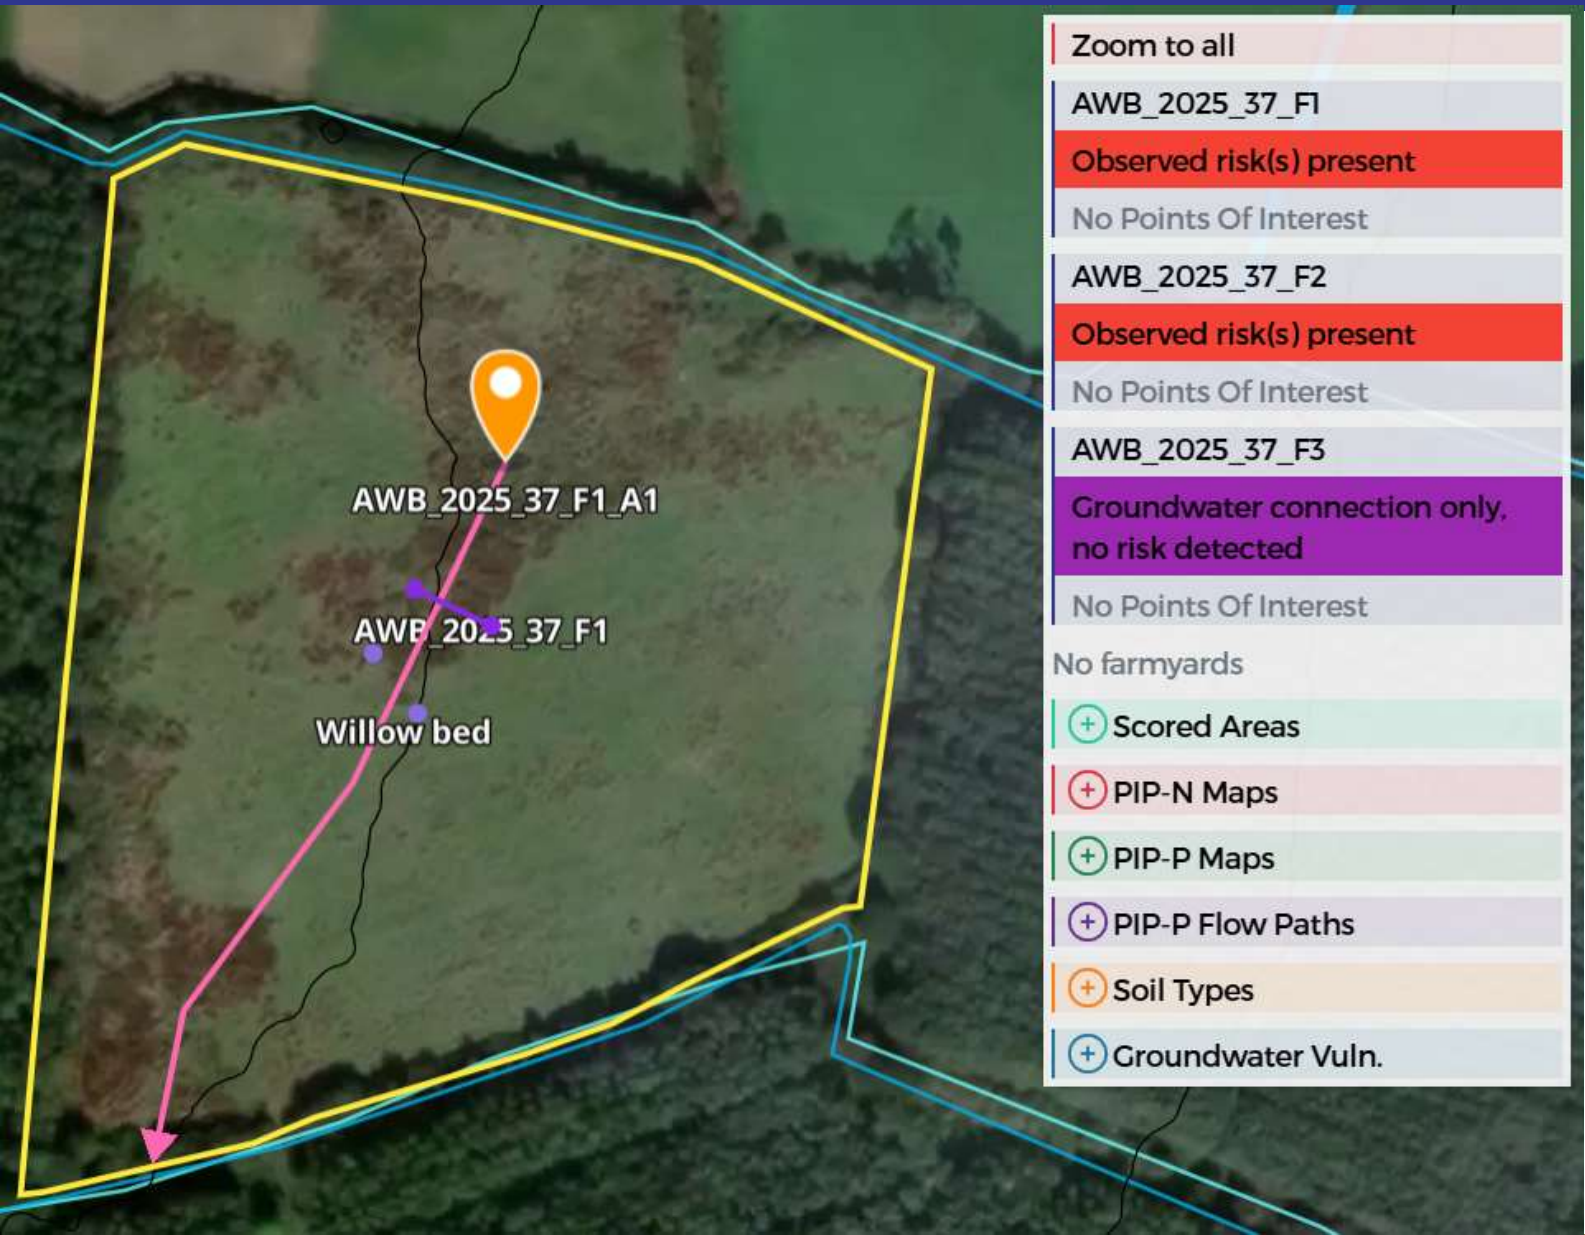 Zoom to all
AWB_2025_37_F1
Observed risk(s) present
No Points Of Interest
AWB_2025_37_F2
Observed risk(s) present
No Points Of Interest
AWB_2025_37_F3
Groundwater connection only,
no risk detected
No Points Of Interest
No farmyards
Scored Areas
PIP-N Maps
PIP-P Maps
PIP-P Flow Paths
Soil Types
Groundwater Vuln.
AWB_2025_37_F1_A1
AWB_2025_37_F1
Willow bed